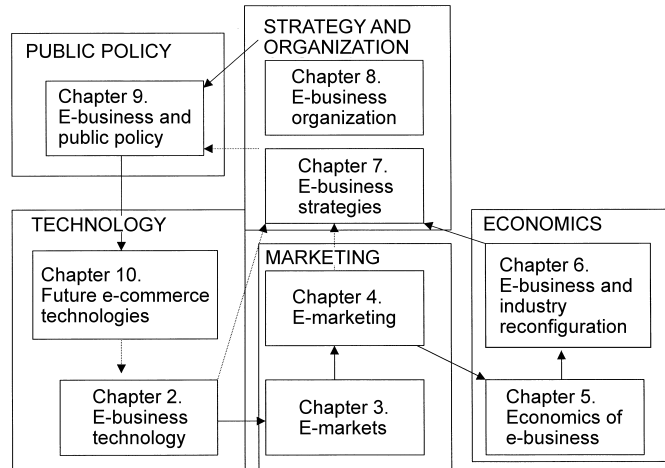 PUBLIC POLICY
Chapter 9.
E-business and
public policy
STRATEGY AND
ORGANIZATION
Chapter 8.
E-business
organization
Chapter 7.
E-business
strategies
TECHNOLOGY
Chapter 10.
Future e-commerce
technologies
Chapter 2.
E-business
technology
MARKETING
Chapter 4.
E-marketing
Chapter 3.
E-markets
ECONOMICS
Chapter 6.
E-business and
industry
reconfiguration
Chapter 5.
Economics of
e-business